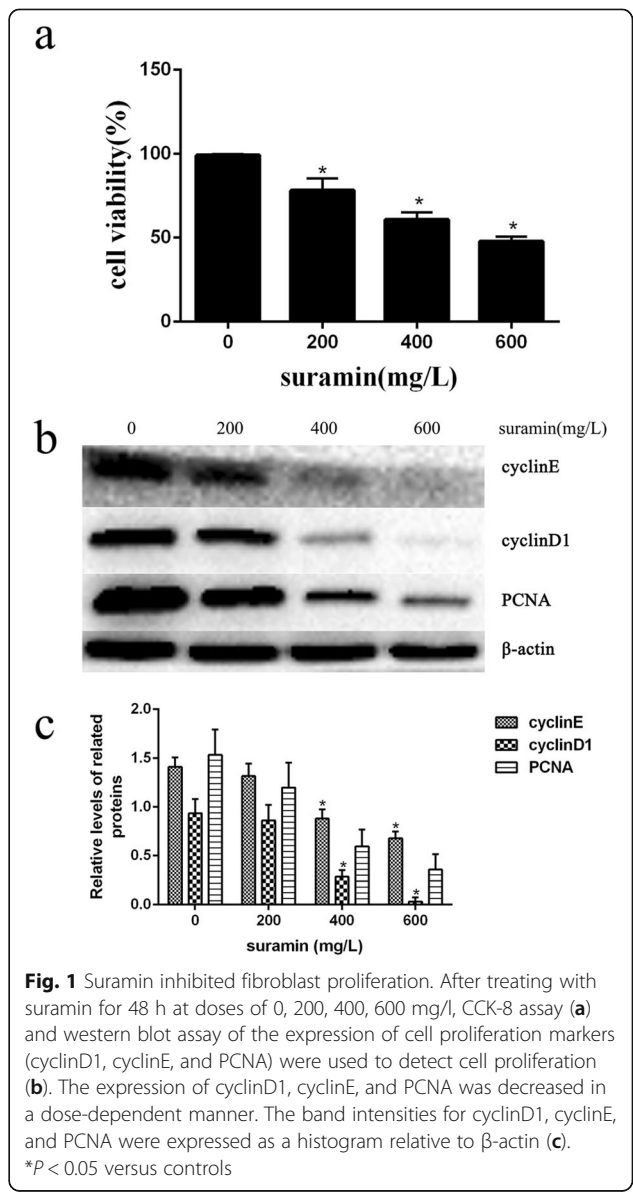 a
150
100
50
0
cell viability(%)
* * *
0 200 400 600
suramin(mg/L)
b
0 200 400 600 suramin(mg/L)
cyclinE
cyclinD1
PCNA
β-actin
c
2.0
1.5
1.0
0.5
0.0
Relative levels of related
proteins
cyclinE
cyclinD1
PCNA
* * * *
0 200 400 600
suramin (mg/L)
Fig. 1 Suramin inhibited fibroblast proliferation. After treating with
suramin for 48 h at doses of 0, 200, 400, 600 mg/l, CCK-8 assay (a)
and western blot assay of the expression of cell proliferation markers
(cyclinD1, cyclinE, and PCNA) were used to detect cell proliferation
(b). The expression of cyclinD1, cyclinE, and PCNA was decreased in
a dose-dependent manner. The band intensities for cyclinD1, cyclinE,
and PCNA were expressed as a histogram relative to β-actin (c).
*P < 0.05 versus controls